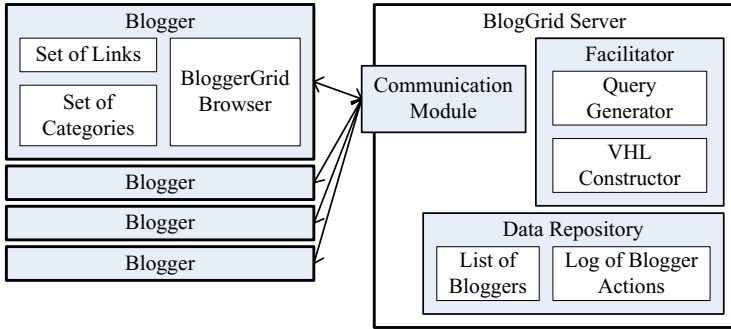 Blogger
Set of Links
Set of
Categories
BloggerGrid
Browser
Blogger
Blogger
Blogger
BlogGrid Server
Communication
Module
Facilitator
Query
Generator
VHL
Constructor
Data Repository
List of
Bloggers
Log of Blogger
Actions